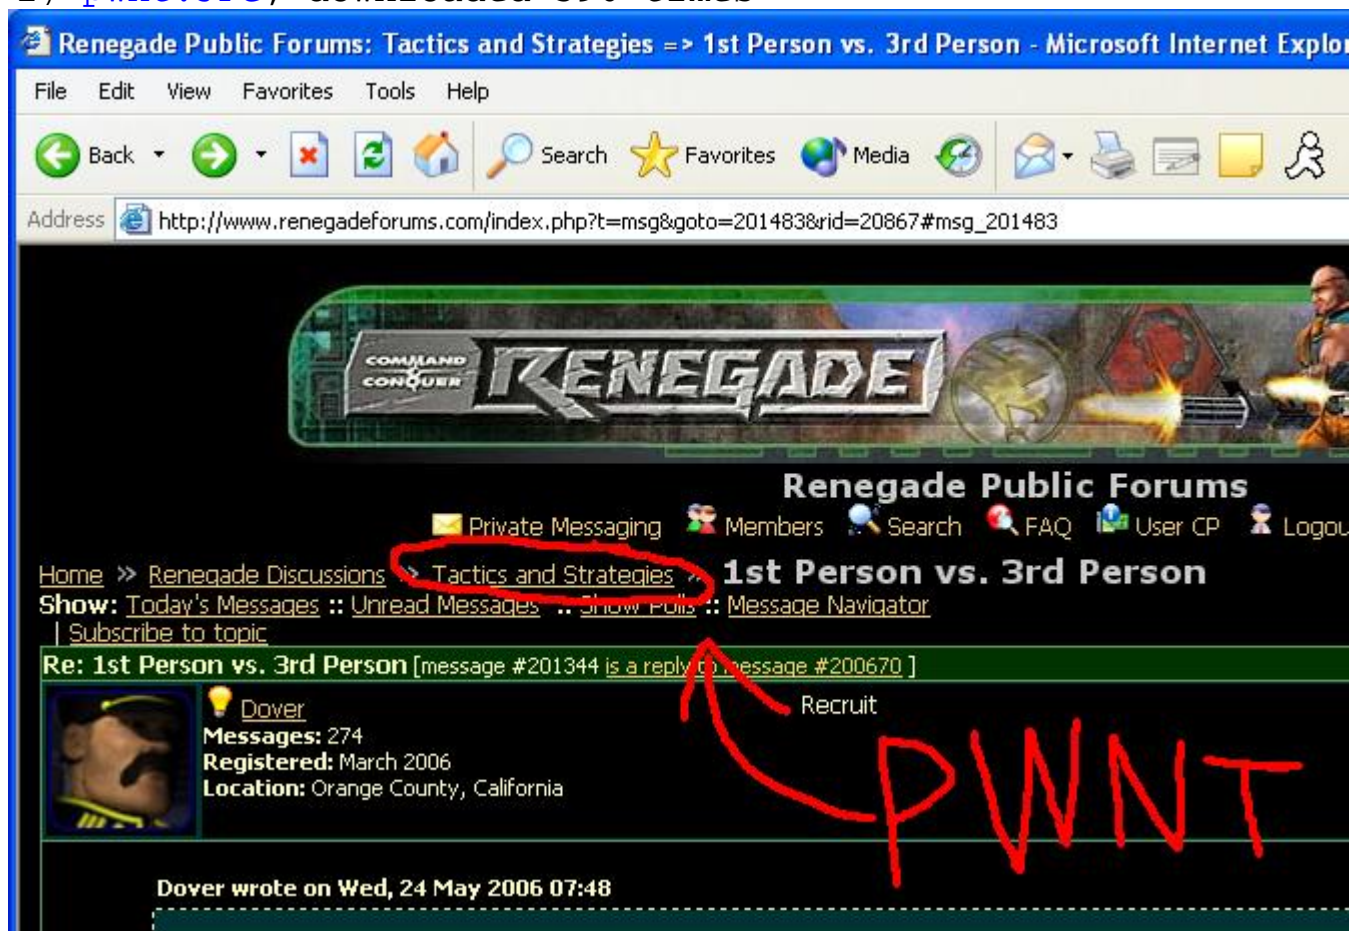 Renegade Public Forums: Tactics and Strategies => 1st Person vs. 3rd Person - Microsoft Internet Explor
File Edit View Favorites Tools Help
Back Search Favorites Media
Address http://www.renegadeforums.com/index.php?t=msg&goto=201483&rid=20867#msg_201483
COMMAND & CONQUER RENEGADE
Renegade Public Forums
Private Messaging Members Search FAQ User CP Logou
Home » Renegade Discussions » Tactics and Strategies » 1st Person vs. 3rd Person
Show: Today's Messages :: Unread Messages :: Show Polls :: Message Navigator
| Subscribe to topic
Re: 1st Person vs. 3rd Person [message #201344 is a reply to message #200670 ]
Dover Recruit
Messages: 274
Registered: March 2006
Location: Orange County, California
PWNT
Dover wrote on Wed, 24 May 2006 07:48